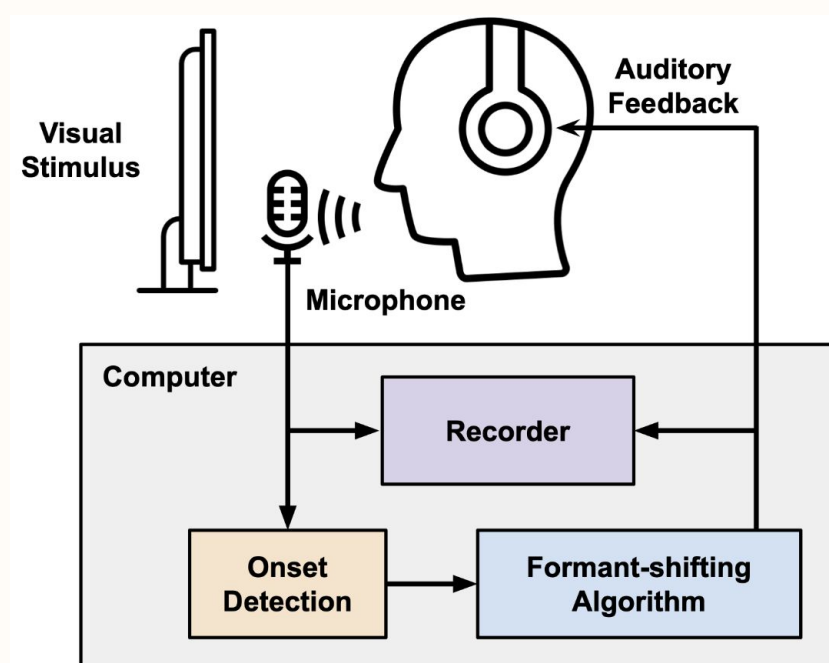 Visual
Stimulus
Auditory
Feedback
Microphone
Computer
Recorder
Onset
Detection
Formant-shifting
Algorithm